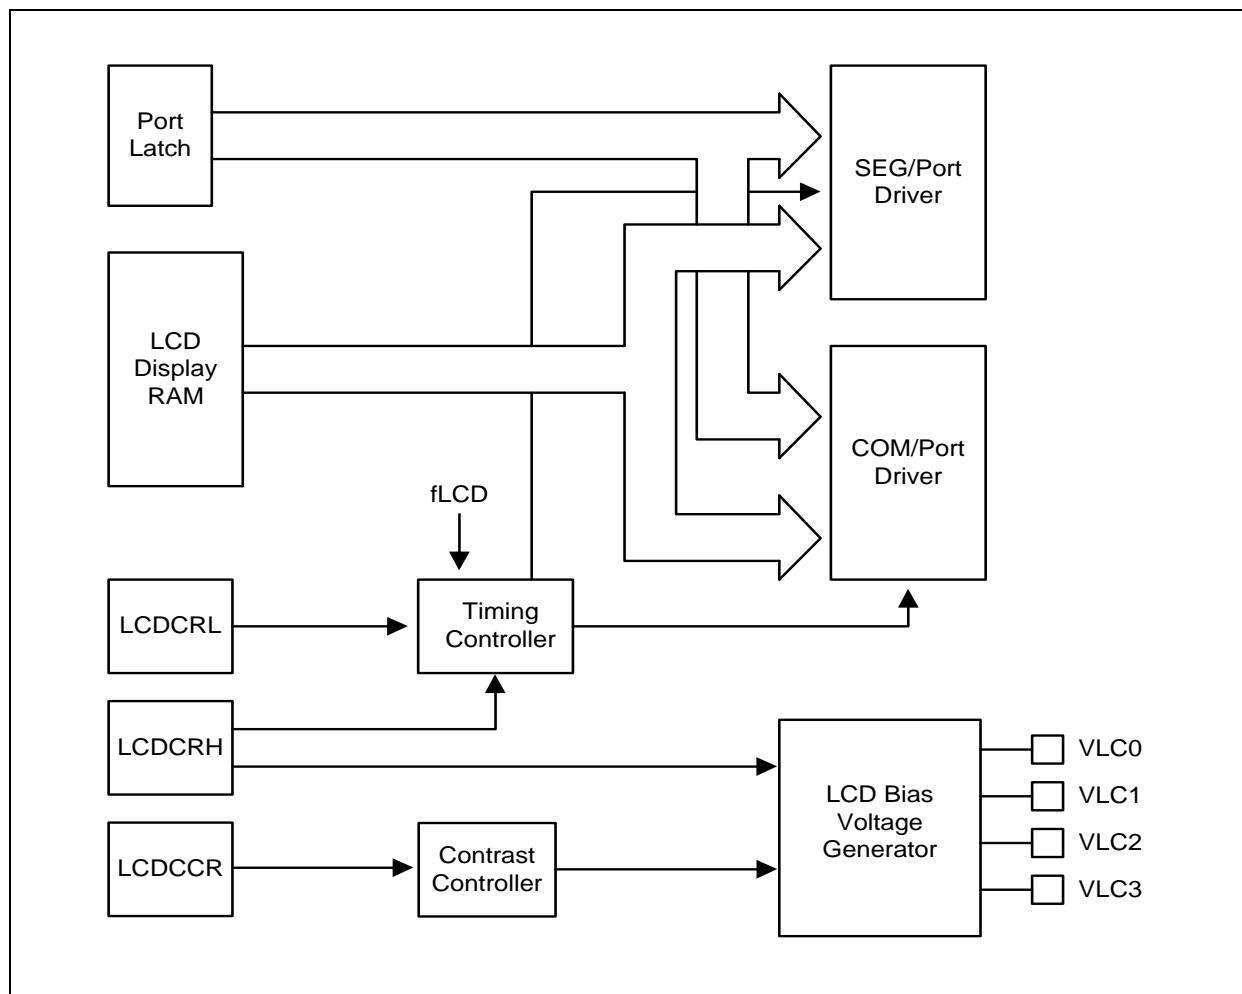 Port
Latch
SEG/Port
Driver
LCD
Display
RAM
COM/Port
Driver
fLCD
LCDCRL
Timing
Controller
LCDCRH
LCD Bias
Voltage
Generator
VLC0
VLC1
VLC2
VLC3
LCDCCR
Contrast
Controller